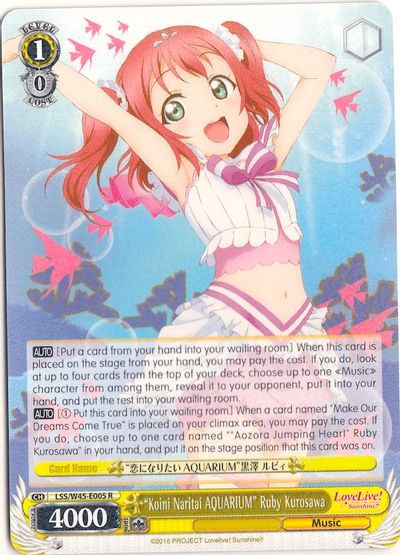 LEVEL
1
0
COST
AUTO [Put a card from your hand into your waiting room] When this card is
placed on the stage from your hand, you may pay the cost. If you do, look
at up to four cards from the top of your deck, choose up to one «Music»
character from among them, reveal it to your opponent, put it into your
hand, and put the rest into your waiting room.
AUTO [① Put this card into your waiting room] When a card named "Make Our
Dreams Come True" is placed on your climax area, you may pay the cost. If
you do, choose up to one card named ""Aozora Jumping Heart" Ruby
Kurosawa" in your hand, and put it on the stage position that this card was on.
Card Name
"恋になりたい AQUARIUM"黒澤 ルビィ
CH LSS/W45-E005 R
"Koini Naritai AQUARIUM" Ruby Kurosawa
LoveLive!
Sunshine!!
4000
Music
©2016 PROJECT Lovelive! Sunshine!!